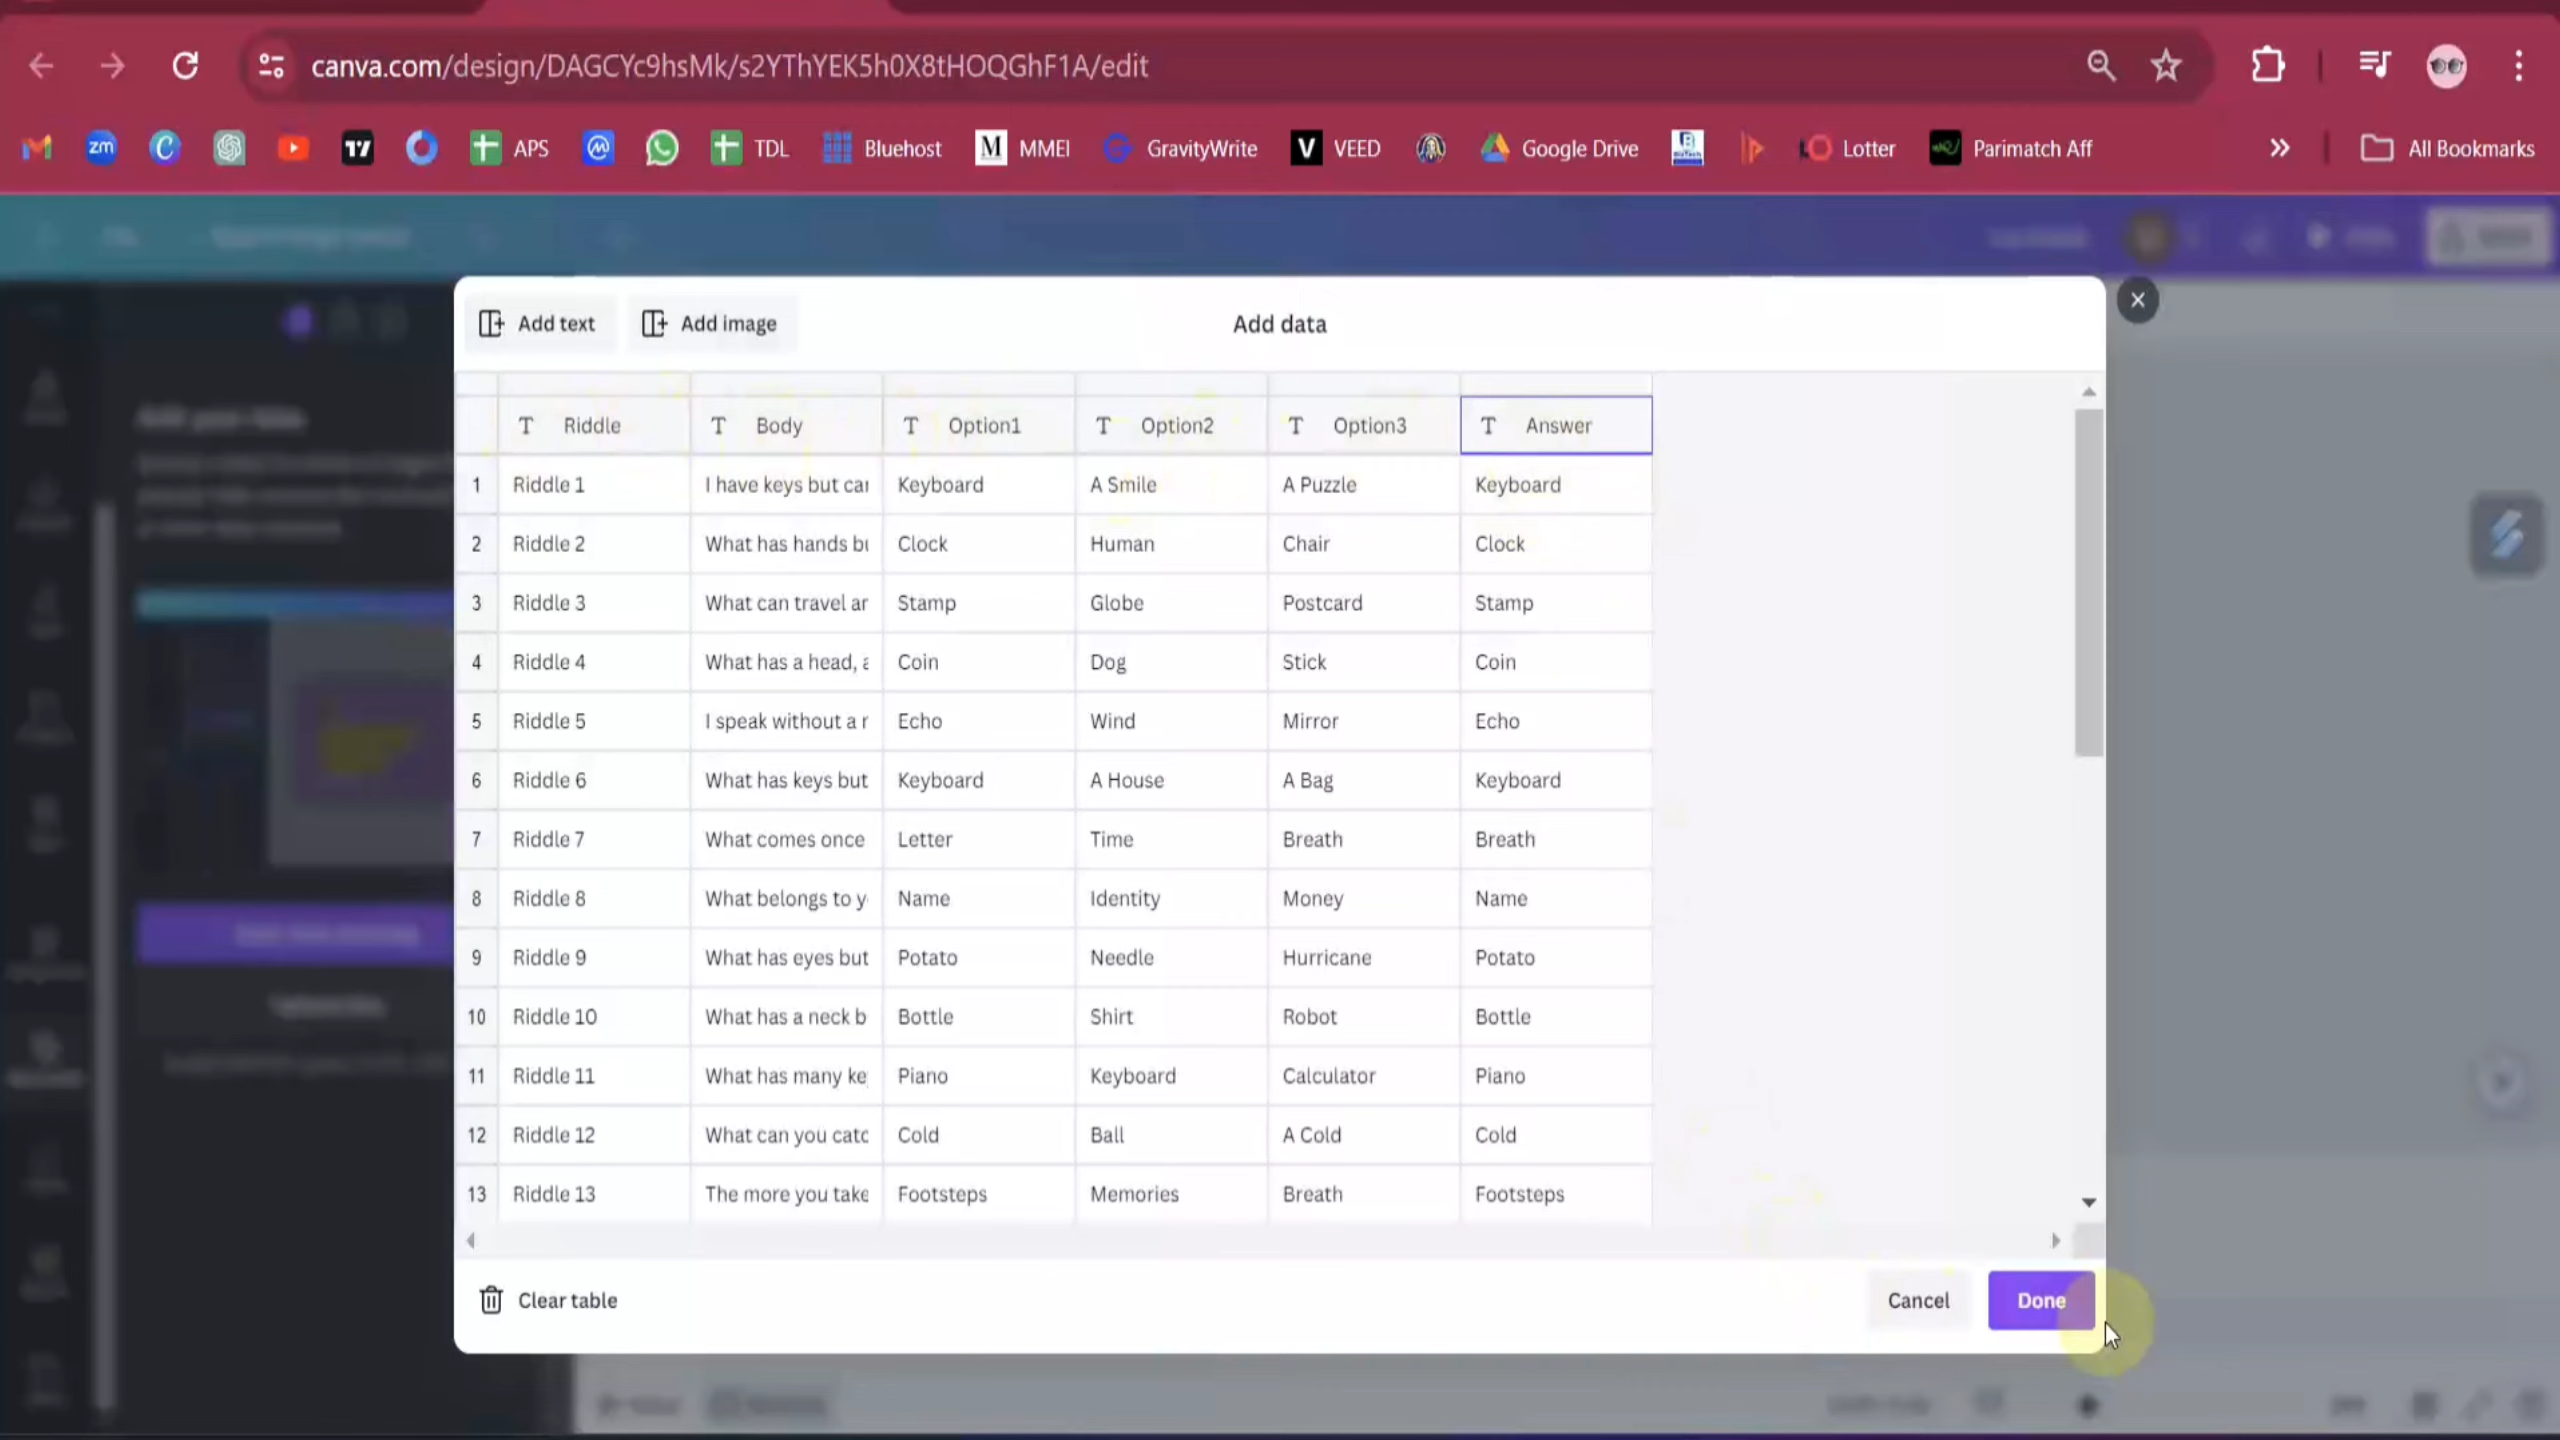 canva.com/design/DAGCYc9hsMk/s2YThYEK5h0X8tHOQGhF1A/edit
zm APS TDL Bluehost M MMEI GravityWrite V VEED Google Drive Lotter Parimatch Aff » All Bookmarks
Add text Add image Add data
T Riddle T Body T Option1 T Option2 T Option3 T Answer
1 Riddle 1 I have keys but car Keyboard A Smile A Puzzle Keyboard
2 Riddle 2 What has hands bu Clock Human Chair Clock
3 Riddle 3 What can travel ar Stamp Globe Postcard Stamp
4 Riddle 4 What has a head, a Coin Dog Stick Coin
5 Riddle 5 I speak without a r Echo Wind Mirror Echo
6 Riddle 6 What has keys but Keyboard A House A Bag Keyboard
7 Riddle 7 What comes once Letter Time Breath Breath
8 Riddle 8 What belongs to y Name Identity Money Name
9 Riddle 9 What has eyes but Potato Needle Hurricane Potato
10 Riddle 10 What has a neck b Bottle Shirt Robot Bottle
11 Riddle 11 What has many ke Piano Keyboard Calculator Piano
12 Riddle 12 What can you catc Cold Ball A Cold Cold
13 Riddle 13 The more you take Footsteps Memories Breath Footsteps
Clear table Cancel Done